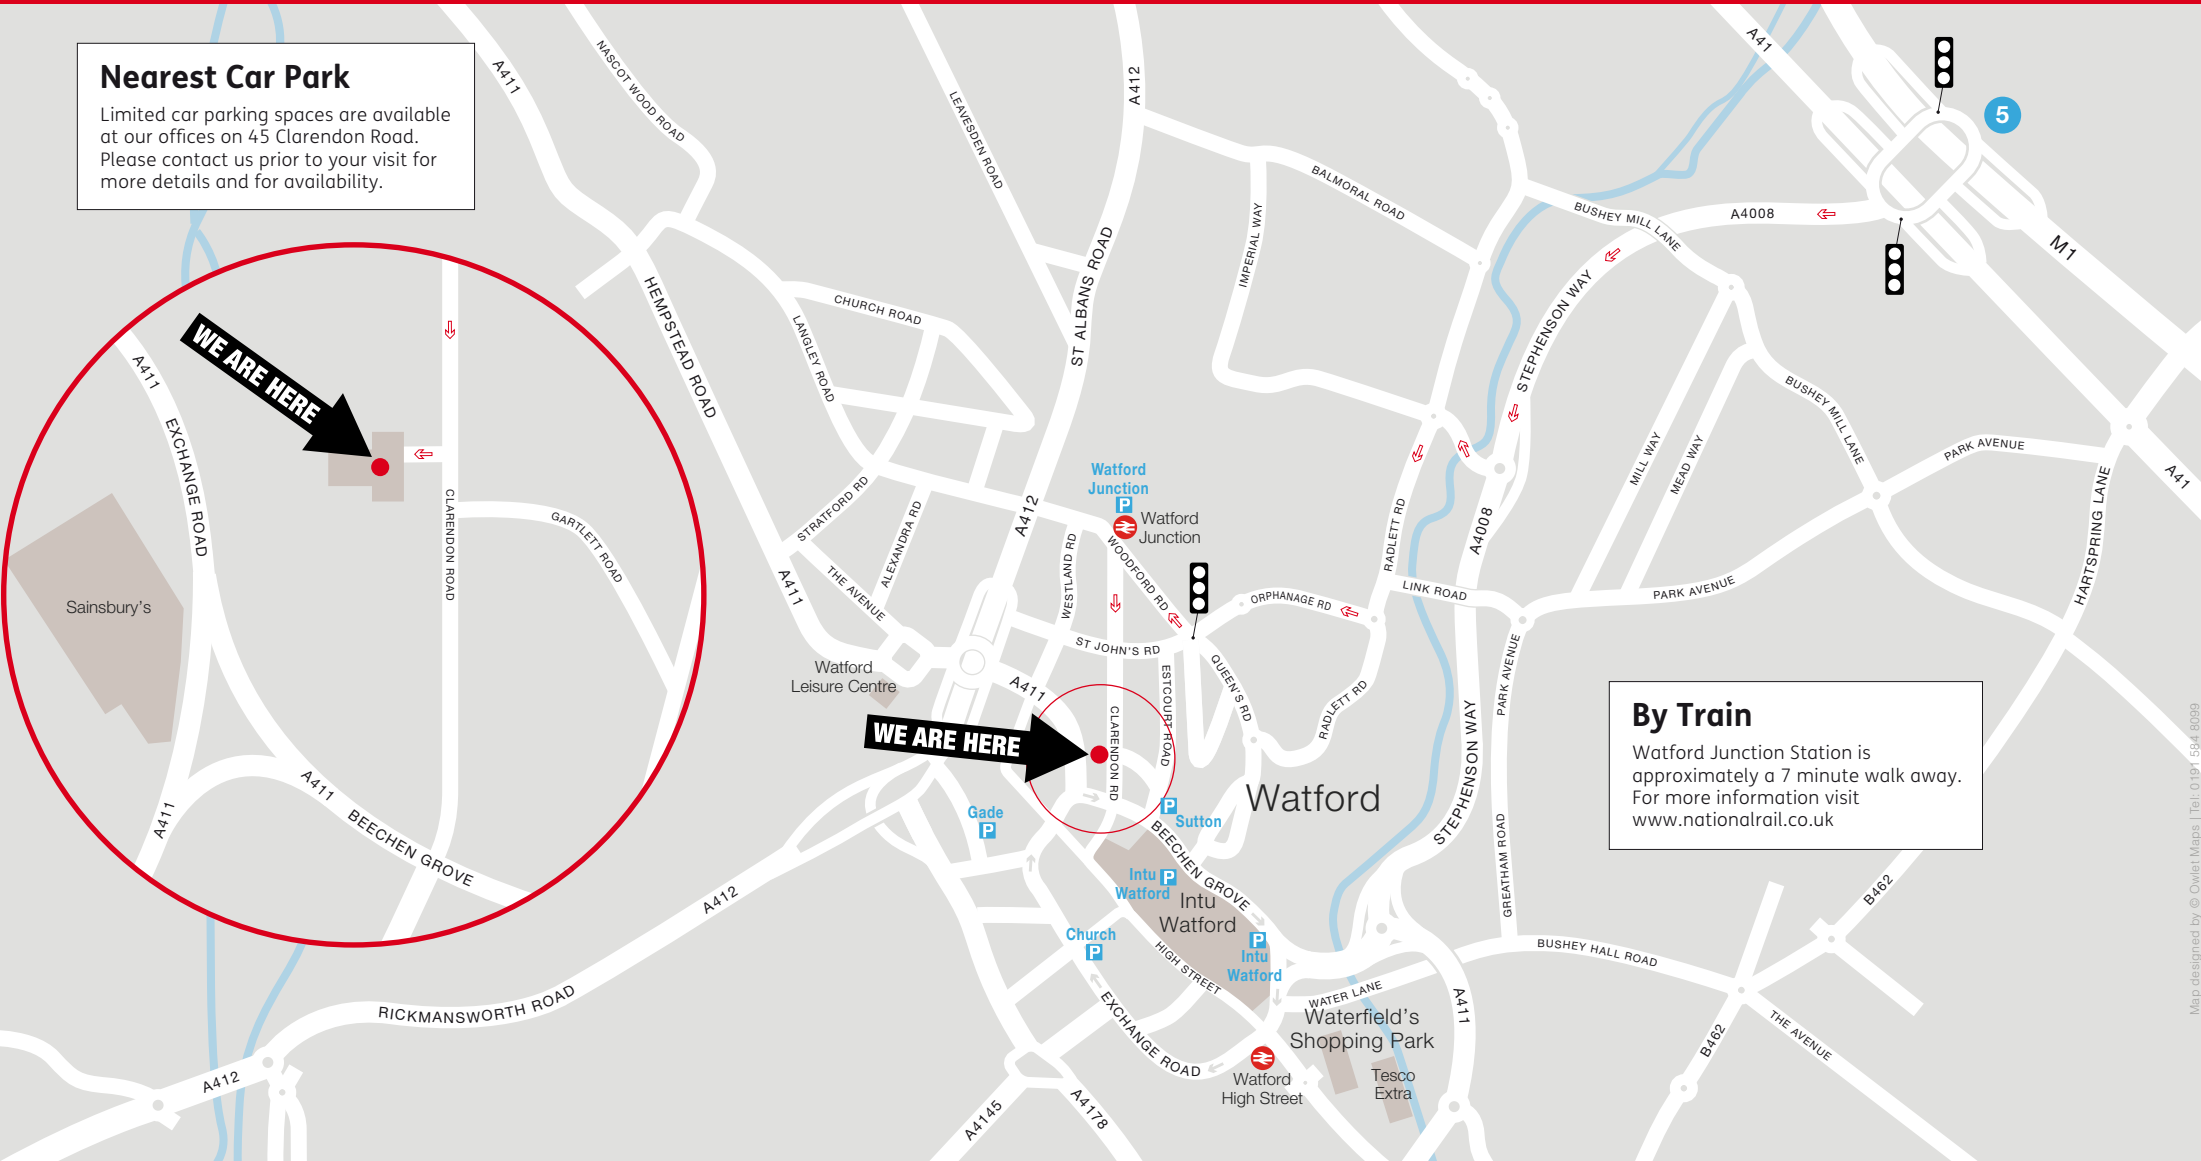 Nearest Car Park
Limited car parking spaces are available
at our offices on 45 Clarendon Road.
Please contact us prior to your visit for
more details and for availability.
A411
NASCOT WOOD ROAD
LEAVESDEN ROAD
A412
A41
5
M1
BALMORAL ROAD
IMPERIAL WAY
BUSHEY MILL LANE
A4008
ST ALBANS ROAD
HEMPSTEAD ROAD
CHURCH ROAD
LANGLEY ROAD
STEPHENSON WAY
WE ARE HERE
A411
EXCHANGE ROAD
CLARENDON ROAD
GARTLETT ROAD
Sainsbury's
A411
A411
BEECHEN GROVE
BUSHEY MILL LANE
MILL WAY
MEAD WAY
PARK AVENUE
A41
HARTSPRING LANE
STRATFORD RD
ALEXANDRA RD
A412
Watford
Junction
P
Watford
Junction
RADLETT RD
A4008
THE AVENUE
A411
WESTLAND RD
WOODFORD RD
ORPHANAGE RD
LINK ROAD
PARK AVENUE
ST JOHN'S RD
Watford
Leisure Centre
A411
ESTCOURT ROAD
QUEEN'S RD
RADLETT RD
PARK AVENUE
STEPHENSON WAY
WE ARE HERE
CLARENDON RD
By Train
Watford Junction Station is
approximately a 7 minute walk away.
For more information visit
www.nationalrail.co.uk
Watford
Gade
P
P
Sutton
BEECHEN GROVE
Intu P
Watford
Intu
Watford
GREATHAM ROAD
A412
B462
Church
P
HIGH STREET
P
Intu
Watford
BUSHEY HALL ROAD
WATER LANE
A411
RICKMANSWORTH ROAD
EXCHANGE ROAD
Waterfield's
Shopping Park
B462
THE AVENUE
A412
Watford
High Street
Tesco
Extra
A4145
A4178
Map designed by © Owlet Maps | Tel: 0191 584 8099